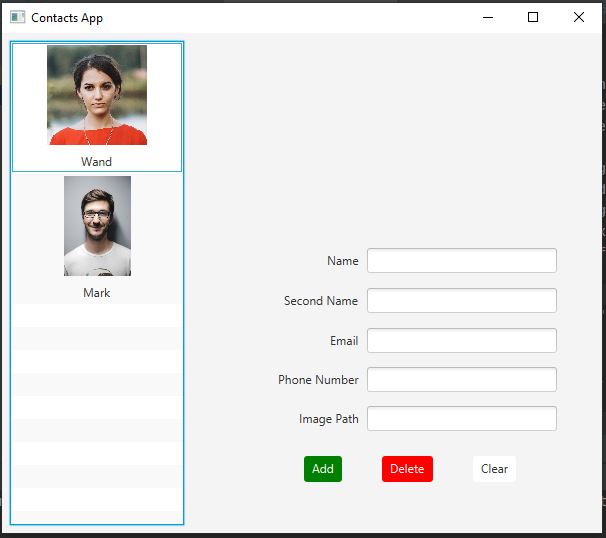 Contacts App
Wand
Mark
Name
Second Name
Email
Phone Number
Image Path
Add
Delete
Clear